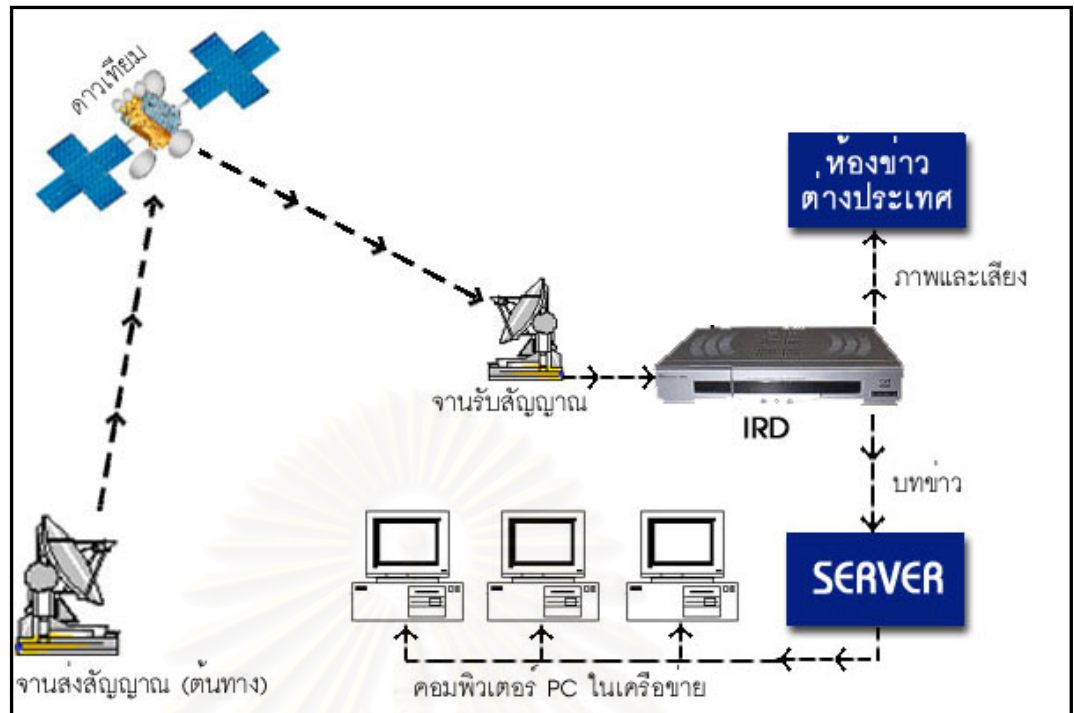 ดาวเทียม
ห้องข่าว
ต่างประเทศ
ภาพและเสียง
จานรับสัญญาณ
IRD
บทข่าว
SERVER
จานส่งสัญญาณ (ต้นทาง)
คอมพิวเตอร์ PC ในเครือข่าย